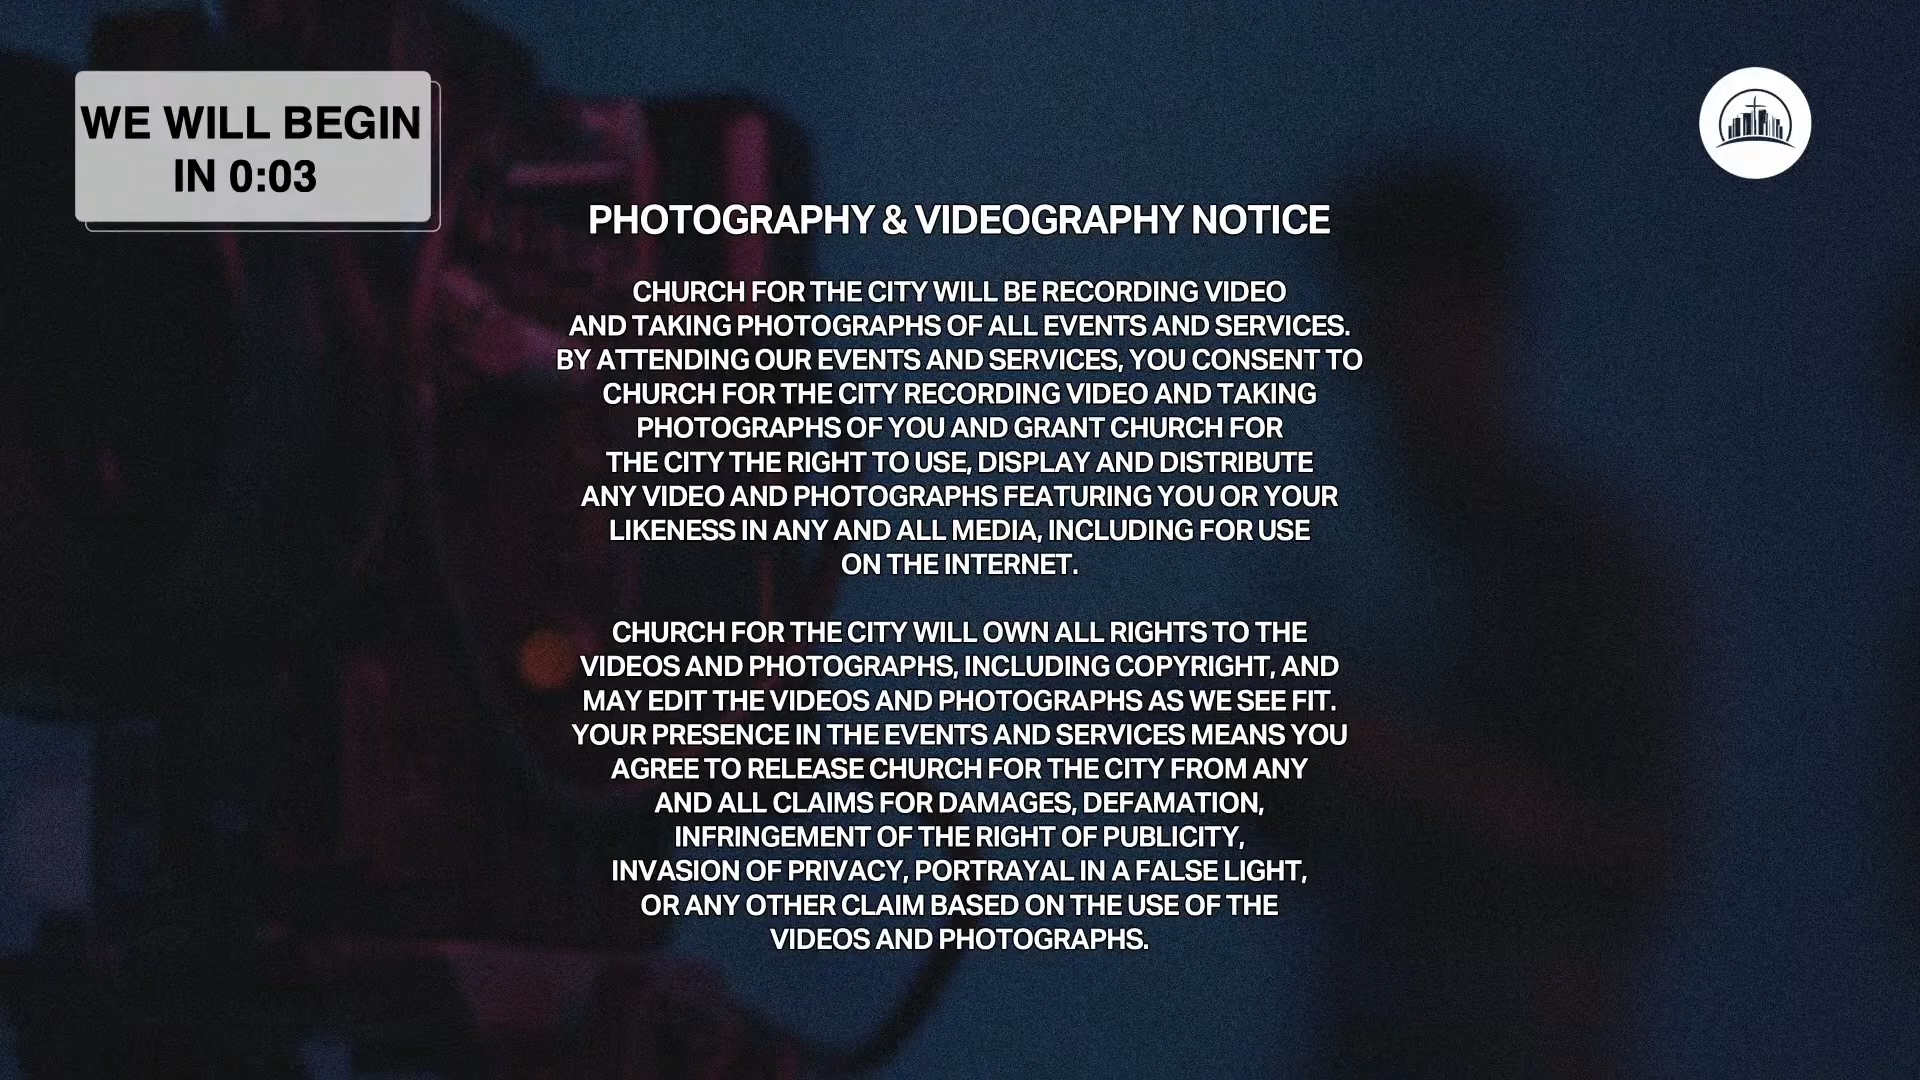 WE WILL BEGIN
IN 0:03
PHOTOGRAPHY & VIDEOGRAPHY NOTICE
CHURCH FOR THE CITY WILL BE RECORDING VIDEO
AND TAKING PHOTOGRAPHS OF ALL EVENTS AND SERVICES.
BY ATTENDING OUR EVENTS AND SERVICES, YOU CONSENT TO
CHURCH FOR THE CITY RECORDING VIDEO AND TAKING
PHOTOGRAPHS OF YOU AND GRANT CHURCH FOR
THE CITY THE RIGHT TO USE, DISPLAY AND DISTRIBUTE
ANY VIDEO AND PHOTOGRAPHS FEATURING YOU OR YOUR
LIKENESS IN ANY AND ALL MEDIA, INCLUDING FOR USE
ON THE INTERNET.
CHURCH FOR THE CITY WILL OWN ALL RIGHTS TO THE
VIDEOS AND PHOTOGRAPHS, INCLUDING COPYRIGHT, AND
MAY EDIT THE VIDEOS AND PHOTOGRAPHS AS WE SEE FIT.
YOUR PRESENCE IN THE EVENTS AND SERVICES MEANS YOU
AGREE TO RELEASE CHURCH FOR THE CITY FROM ANY
AND ALL CLAIMS FOR DAMAGES, DEFAMATION,
INFRINGEMENT OF THE RIGHT OF PUBLICITY,
INVASION OF PRIVACY, PORTRAYAL IN A FALSE LIGHT,
OR ANY OTHER CLAIM BASED ON THE USE OF THE
VIDEOS AND PHOTOGRAPHS.